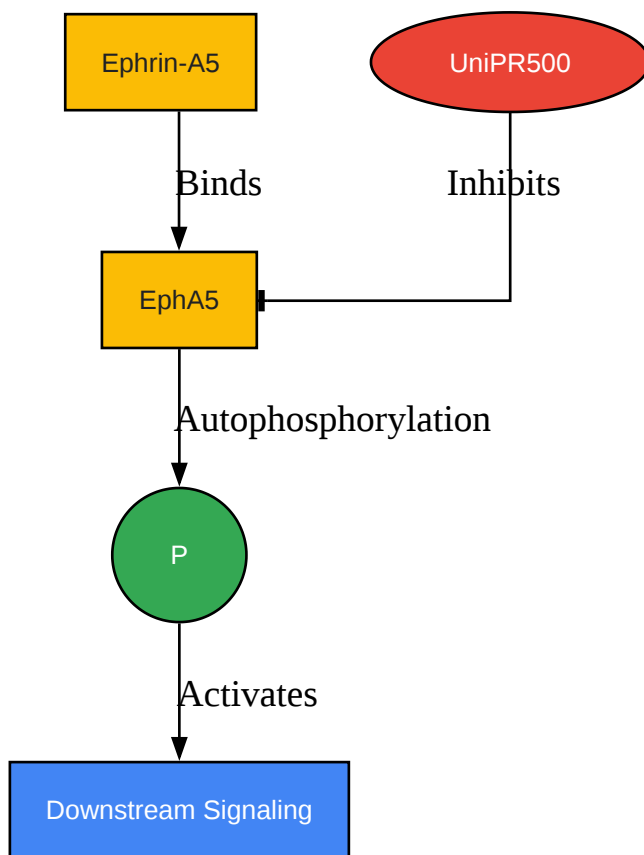 Ephrin-A5
UniPR500
Binds
Inhibits
EphA5
Autophosphorylation
P
Activates
Downstream Signaling